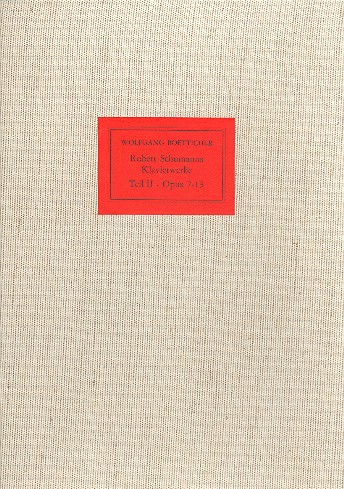 WOLFGANG BOETTICHER
Robert Schumanns
Klavierwerke
Teil II · Opus 7-13